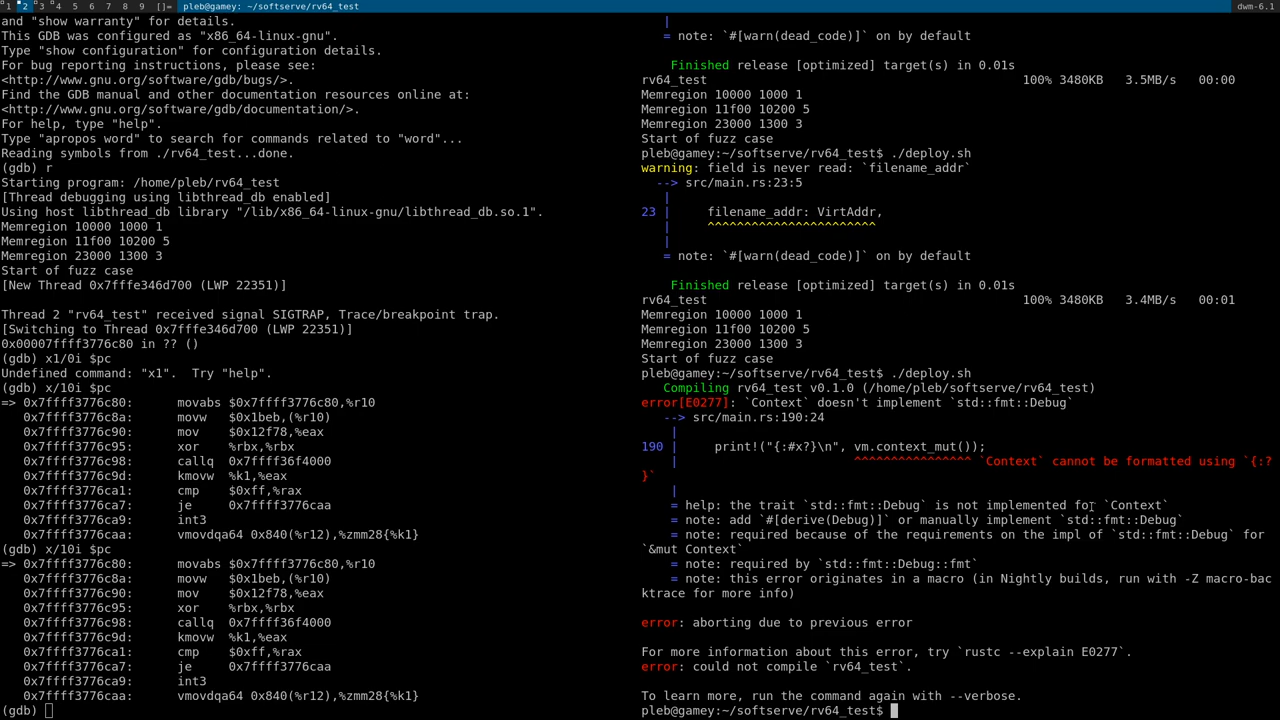 1 2 3 4 5 6 7 8 9 []= pleb@gamey: ~/softserve/rv64_test dwm-6.1
and "show warranty" for details.
This GDB was configured as "x86_64-linux-gnu".
Type "show configuration" for configuration details.
For bug reporting instructions, please see:
<http://www.gnu.org/software/gdb/bugs/>.
Find the GDB manual and other documentation resources online at:
<http://www.gnu.org/software/gdb/documentation/>.
For help, type "help".
Type "apropos word" to search for commands related to "word"...
Reading symbols from ./rv64_test...done.
(gdb) r
Starting program: /home/pleb/rv64_test
[Thread debugging using libthread_db enabled]
Using host libthread_db library "/lib/x86_64-linux-gnu/libthread_db.so.1".
Memregion 10000 1000 1
Memregion 11f00 10200 5
Memregion 23000 1300 3
Start of fuzz case
[New Thread 0x7fffe346d700 (LWP 22351)]
Thread 2 "rv64_test" received signal SIGTRAP, Trace/breakpoint trap.
[Switching to Thread 0x7fffe346d700 (LWP 22351)]
0x00007ffff3776c80 in ?? ()
(gdb) x1/0i $pc
Undefined command: "x1".  Try "help".
(gdb) x/10i $pc
=> 0x7ffff3776c80:      movabs $0x7ffff3776c80,%r10
   0x7ffff3776c8a:      movw   $0x1beb,(%r10)
   0x7ffff3776c90:      mov    $0x12f78,%eax
   0x7ffff3776c95:      xor    %rbx,%rbx
   0x7ffff3776c98:      callq  0x7ffff36f4000
   0x7ffff3776c9d:      kmovw  %k1,%eax
   0x7ffff3776ca1:      cmp    $0xff,%rax
   0x7ffff3776ca7:      je     0x7ffff3776caa
   0x7ffff3776ca9:      int3
   0x7ffff3776caa:      vmovdqa64 0x840(%r12),%zmm28{%k1}
(gdb) x/10i $pc
=> 0x7ffff3776c80:      movabs $0x7ffff3776c80,%r10
   0x7ffff3776c8a:      movw   $0x1beb,(%r10)
   0x7ffff3776c90:      mov    $0x12f78,%eax
   0x7ffff3776c95:      xor    %rbx,%rbx
   0x7ffff3776c98:      callq  0x7ffff36f4000
   0x7ffff3776c9d:      kmovw  %k1,%eax
   0x7ffff3776ca1:      cmp    $0xff,%rax
   0x7ffff3776ca7:      je     0x7ffff3776caa
   0x7ffff3776ca9:      int3
   0x7ffff3776caa:      vmovdqa64 0x840(%r12),%zmm28{%k1}
(gdb)
    |
    = note: `#[warn(dead_code)]` on by default
    Finished release [optimized] target(s) in 0.01s
rv64_test                                     100% 3480KB   3.5MB/s   00:00
Memregion 10000 1000 1
Memregion 11f00 10200 5
Memregion 23000 1300 3
Start of fuzz case
pleb@gamey:~/softserve/rv64_test$ ./deploy.sh
warning: field is never read: `filename_addr`
  --> src/main.rs:23:5
   |
23 |     filename_addr: VirtAddr,
   |     ^^^^^^^^^^^^^^^^^^^^^^^
   |
   = note: `#[warn(dead_code)]` on by default
    Finished release [optimized] target(s) in 0.01s
rv64_test                                     100% 3480KB   3.4MB/s   00:01
Memregion 10000 1000 1
Memregion 11f00 10200 5
Memregion 23000 1300 3
Start of fuzz case
pleb@gamey:~/softserve/rv64_test$ ./deploy.sh
   Compiling rv64_test v0.1.0 (/home/pleb/softserve/rv64_test)
error[E0277]: `Context` doesn't implement `std::fmt::Debug`
   --> src/main.rs:190:24
    |
190 |     print!("{:#x?}\n", vm.context_mut());
    |                        ^^^^^^^^^^^^^^^^ `Context` cannot be formatted using `{:?
}`
    |
    = help: the trait `std::fmt::Debug` is not implemented for `Context`
    = note: add `#[derive(Debug)]` or manually implement `std::fmt::Debug`
    = note: required because of the requirements on the impl of `std::fmt::Debug` for
`&mut Context`
    = note: required by `std::fmt::Debug::fmt`
    = note: this error originates in a macro (in Nightly builds, run with -Z macro-bac
ktrace for more info)
error: aborting due to previous error
For more information about this error, try `rustc --explain E0277`.
error: could not compile `rv64_test`.
To learn more, run the command again with --verbose.
pleb@gamey:~/softserve/rv64_test$